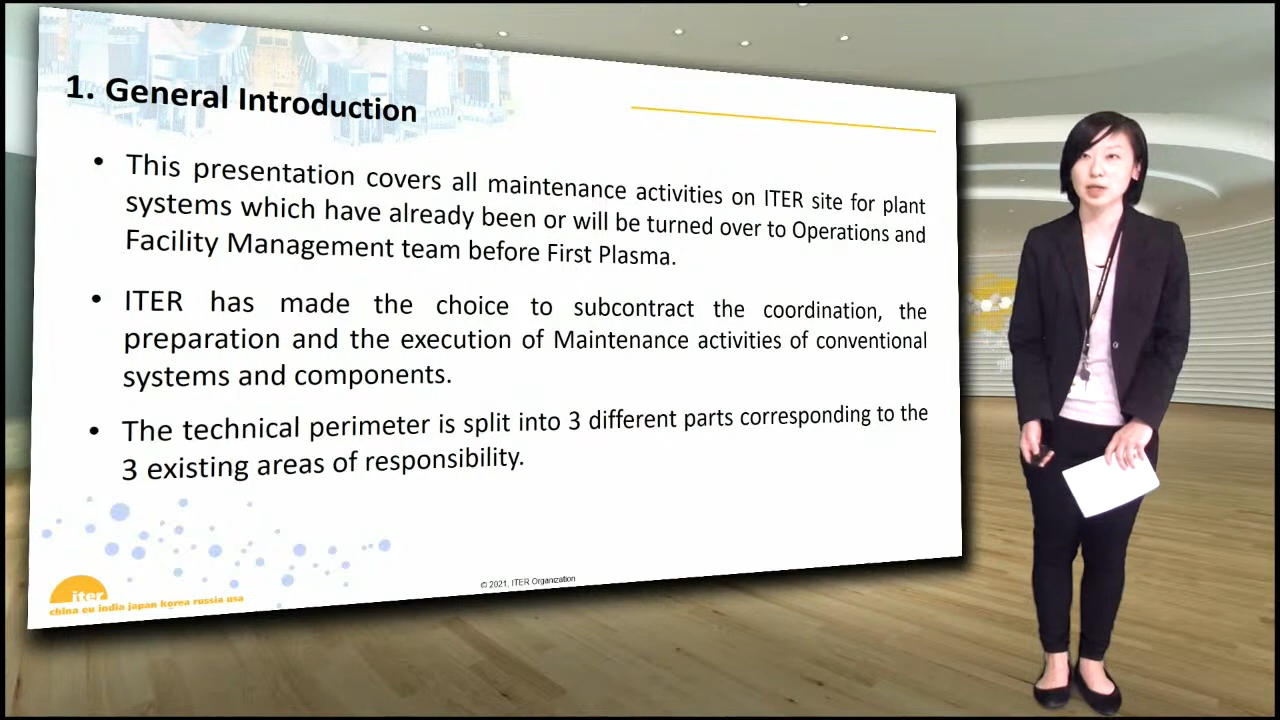 1. General Introduction
• This presentation covers all maintenance activities on ITER site for plant
systems which have already been or will be turned over to Operations and
Facility Management team before First Plasma.
• ITER has made the choice to subcontract the coordination, the
preparation and the execution of Maintenance activities of conventional
systems and components.
• The technical perimeter is split into 3 different parts corresponding to the
3 existing areas of responsibility.
© 2021, ITER Organization
iter
china eu india japan korea russia usa